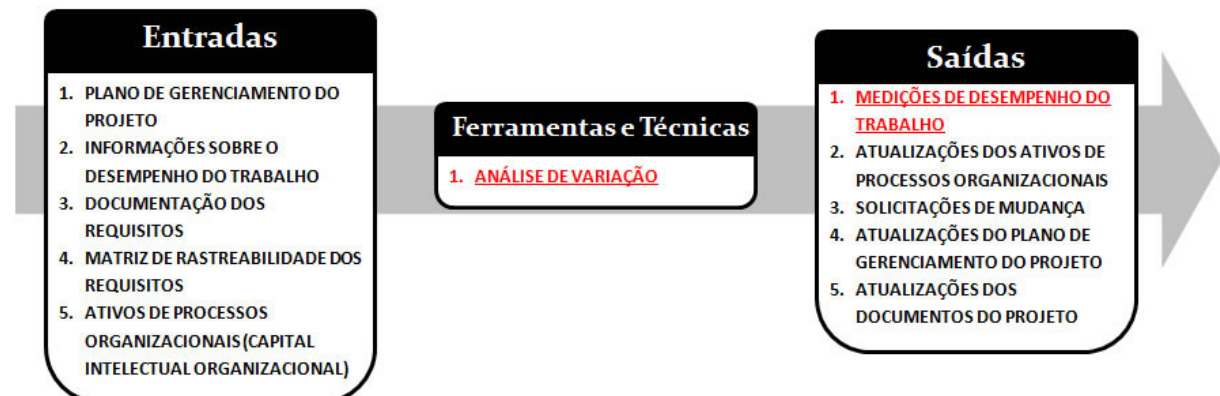 Entradas
1. PLANO DE GERENCIAMENTO DO
PROJETO
2. INFORMAÇÕES SOBRE O
DESEMPENHO DO TRABALHO
3. DOCUMENTAÇÃO DOS
REQUISITOS
4. MATRIZ DE RASTREABILIDADE DOS
REQUISITOS
5. ATIVOS DE PROCESSOS
ORGANIZACIONAIS (CAPITAL
INTELECTUAL ORGANIZACIONAL)
Ferramentas e Técnicas
1. ANÁLISE DE VARIAÇÃO
Saídas
1. MEDIÇÕES DE DESEMPENHO DO
TRABALHO
2. ATUALIZAÇÕES DOS ATIVOS DE
PROCESSOS ORGANIZACIONAIS
3. SOLICITAÇÕES DE MUDANÇA
4. ATUALIZAÇÕES DO PLANO DE
GERENCIAMENTO DO PROJETO
5. ATUALIZAÇÕES DOS
DOCUMENTOS DO PROJETO